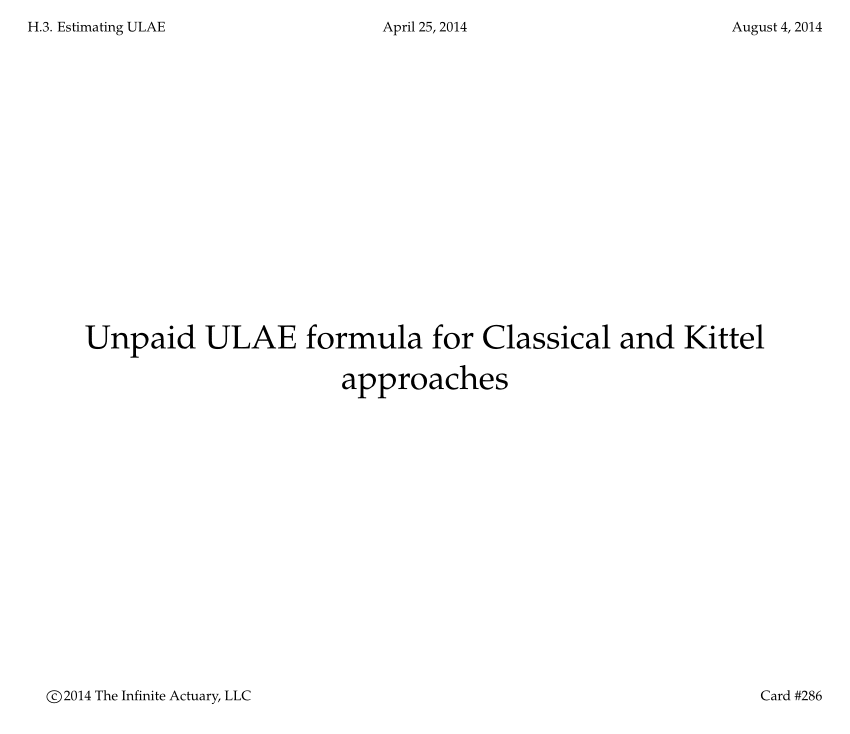 H.3. Estimating ULAE April 25, 2014 August 4, 2014
Unpaid ULAE formula for Classical and Kittel
approaches
©2014 The Infinite Actuary, LLC Card #286